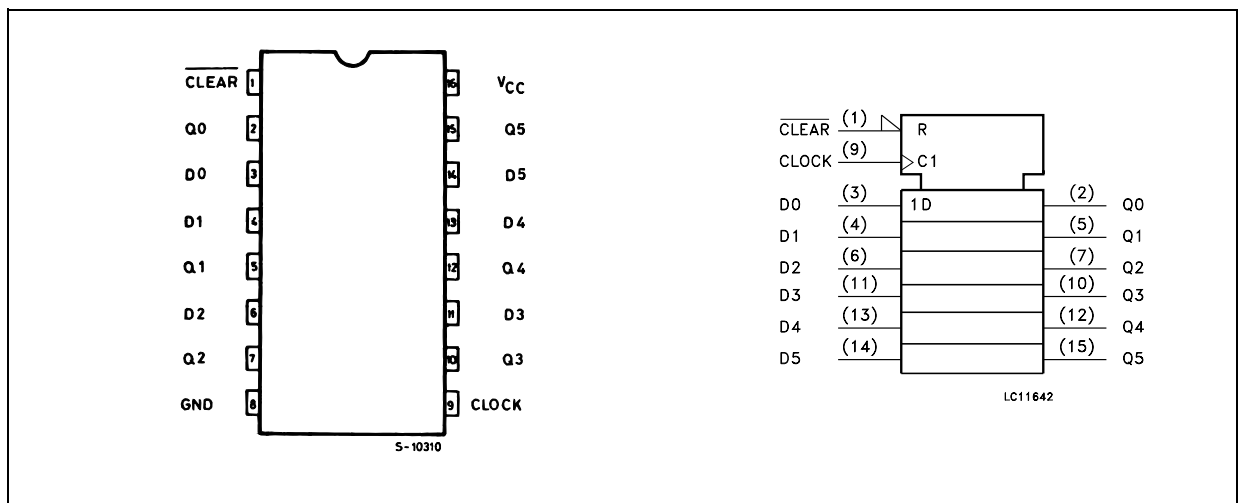 CLEAR 1 16 VCC
Q0 2 15 Q5
D0 3 14 D5
D1 4 13 D4
Q1 5 12 Q4
D2 6 11 D3
Q2 7 10 Q3
GND 8 9 CLOCK
S-10310
CLEAR (1) R
CLOCK (9) C1
D0 (3) 1D (2) Q0
D1 (4) (5) Q1
D2 (6) (7) Q2
D3 (11) (10) Q3
D4 (13) (12) Q4
D5 (14) (15) Q5
LC11642